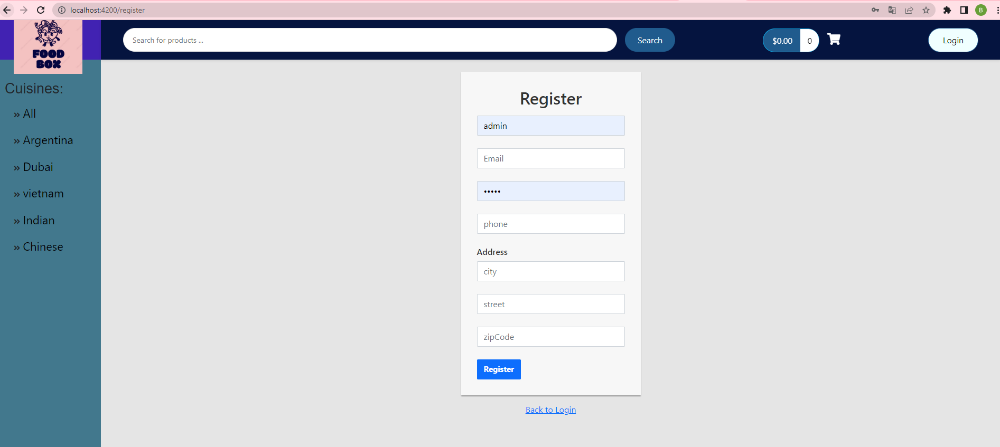 localhost:4200/register
B
FOOD
BOX
Search for products ...
Search
$0.00
0
Login
Cuisines:
» All
» Argentina
» Dubai
» vietnam
» Indian
» Chinese
Register
admin
Email
•••••
phone
Address
city
street
zipCode
Register
Back to Login